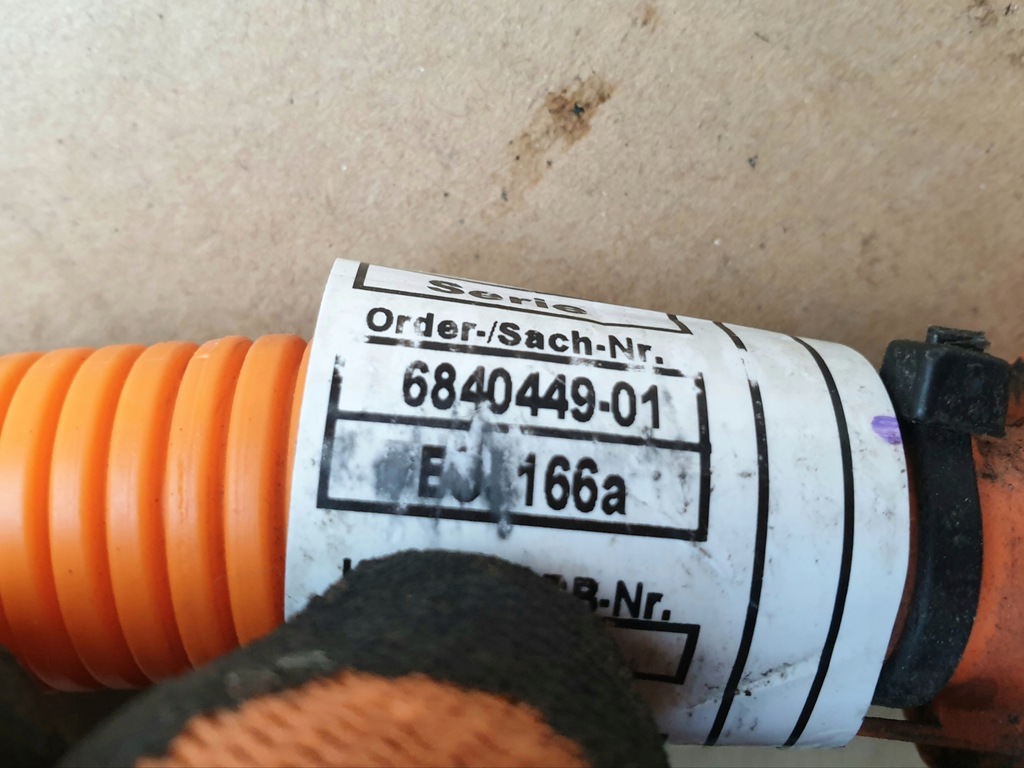 Serie
Order-/Sach-Nr.
6840449-01
166a